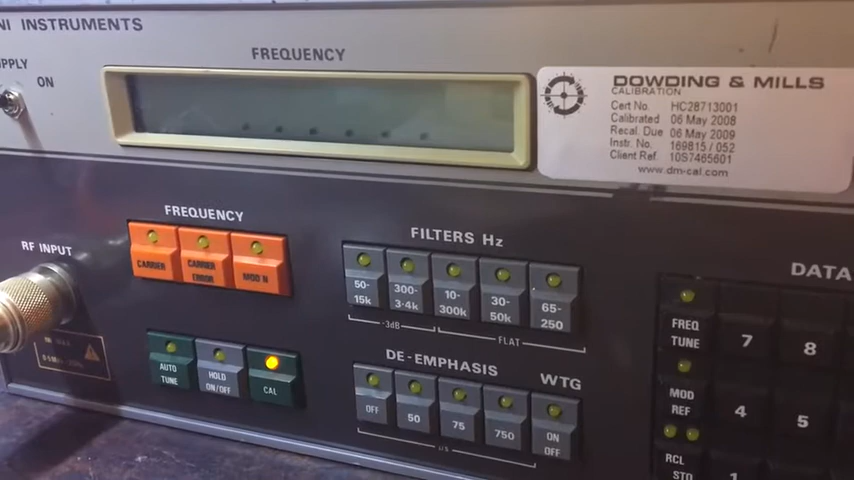 NI INSTRUMENTS
FREQUENCY
ON
DOWDING & MILLS
CALIBRATION
Cert No. HC28713001
Calibrated 06 May 2008
Recal Due 06 May 2009
Instr. No. 169815 / 052
Client Ref. 10S7465401
www.dm-cal.com
RF INPUT
FREQUENCY
CARRIER
CARRIER ERROR
MOD N
AUTO TUNE
HOLD ON/OFF
CAL
FILTERS Hz
50-15k
300-3·4k
10-300k
30-50k
65-250
-3dB
FLAT
DE-EMPHASIS
WTG
OFF
50
75
750
ON OFF
DATA
FREQ TUNE
7
8
MOD REF
4
5
RCL STO
1